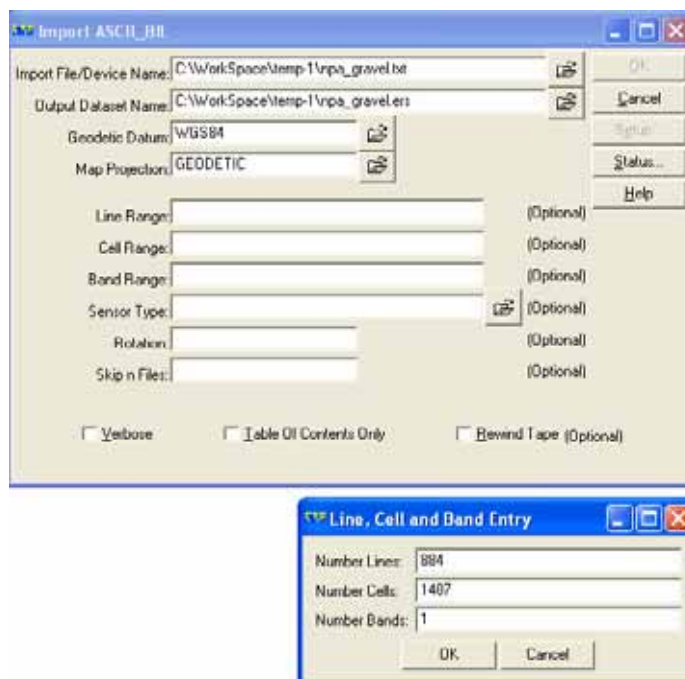 Import ASCII_BIL
Import File/Device Name: C:\WorkSpace\temp-1\npa_gravel.txt OK
Output Dataset Name: C:\WorkSpace\temp-1\npa_gravel.ers Cancel
Geodetic Datum: WGS84 Setup
Map Projection: GEODETIC Status...
Help
Line Range: (Optional)
Cell Range: (Optional)
Band Range: (Optional)
Sensor Type: (Optional)
Rotation: (Optional)
Skip n Files: (Optional)
Verbose Table Of Contents Only Rewind Tape (Optional)
Line, Cell and Band Entry
Number Lines: 884
Number Cells: 1407
Number Bands: 1
OK Cancel